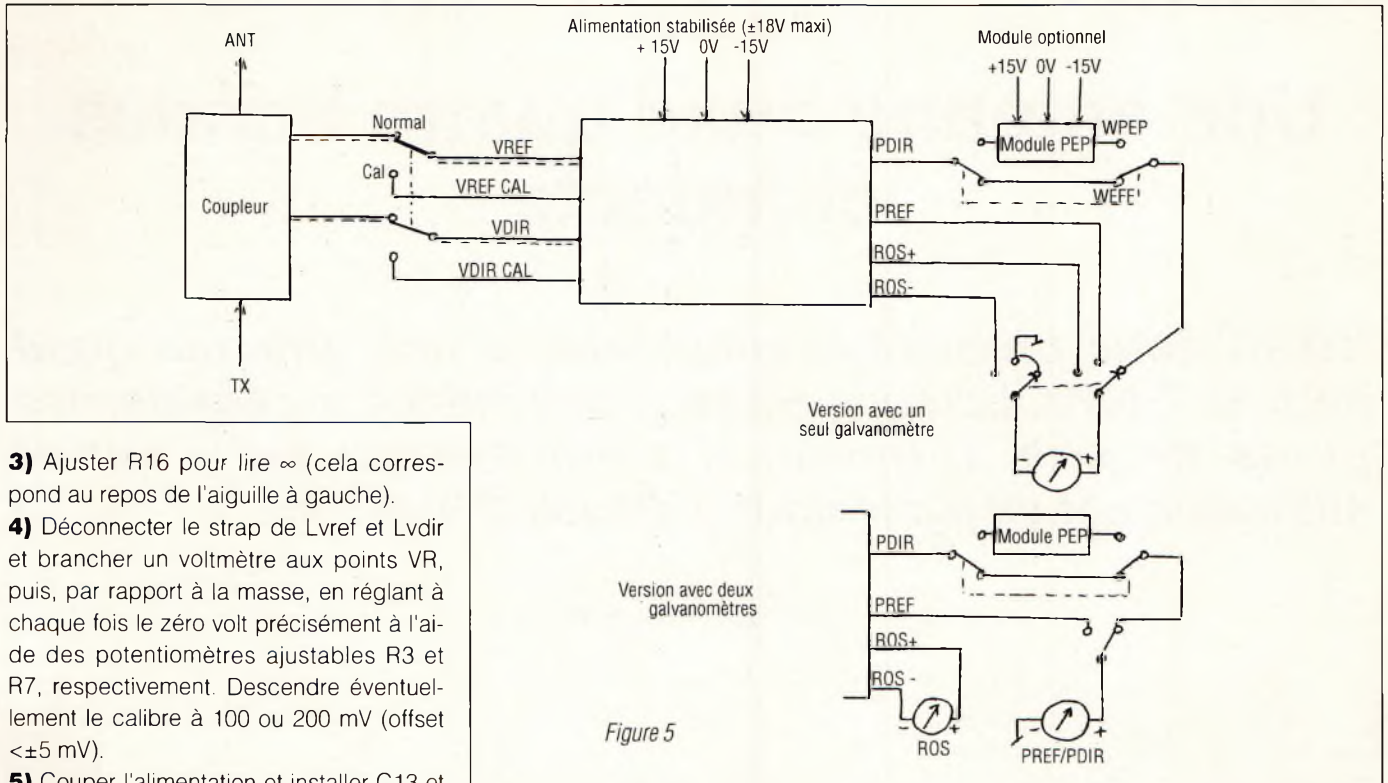 Alimentation stabilisée (±18V maxi)
+ 15V 0V -15V
ANT
Module optionnel
+15V 0V -15V
Normal
VREF
Cal
VREF CAL
Coupleur
VDIR
VDIR CAL
TX
PDIR
Module PEP
WPEP
WEFE
PREF
ROS+
ROS-
Version avec un
seul galvanomètre
- +
3) Ajuster R16 pour lire ∞ (cela corres-
pond au repos de l'aiguille à gauche).
4) Déconnecter le strap de Lvref et Lvdir
et brancher un voltmètre aux points VR,
puis, par rapport à la masse, en réglant à
chaque fois le zéro volt précisément à l'ai-
de des potentiomètres ajustables R3 et
R7, respectivement. Descendre éventuel-
lement le calibre à 100 ou 200 mV (offset
<±5 mV).
5) Couper l'alimentation et installer C13 et
Version avec deux
galvanomètres
PDIR
Module PEP
PREF
ROS+
ROS -
- +
ROS
- +
PREF/PDIR
Figure 5